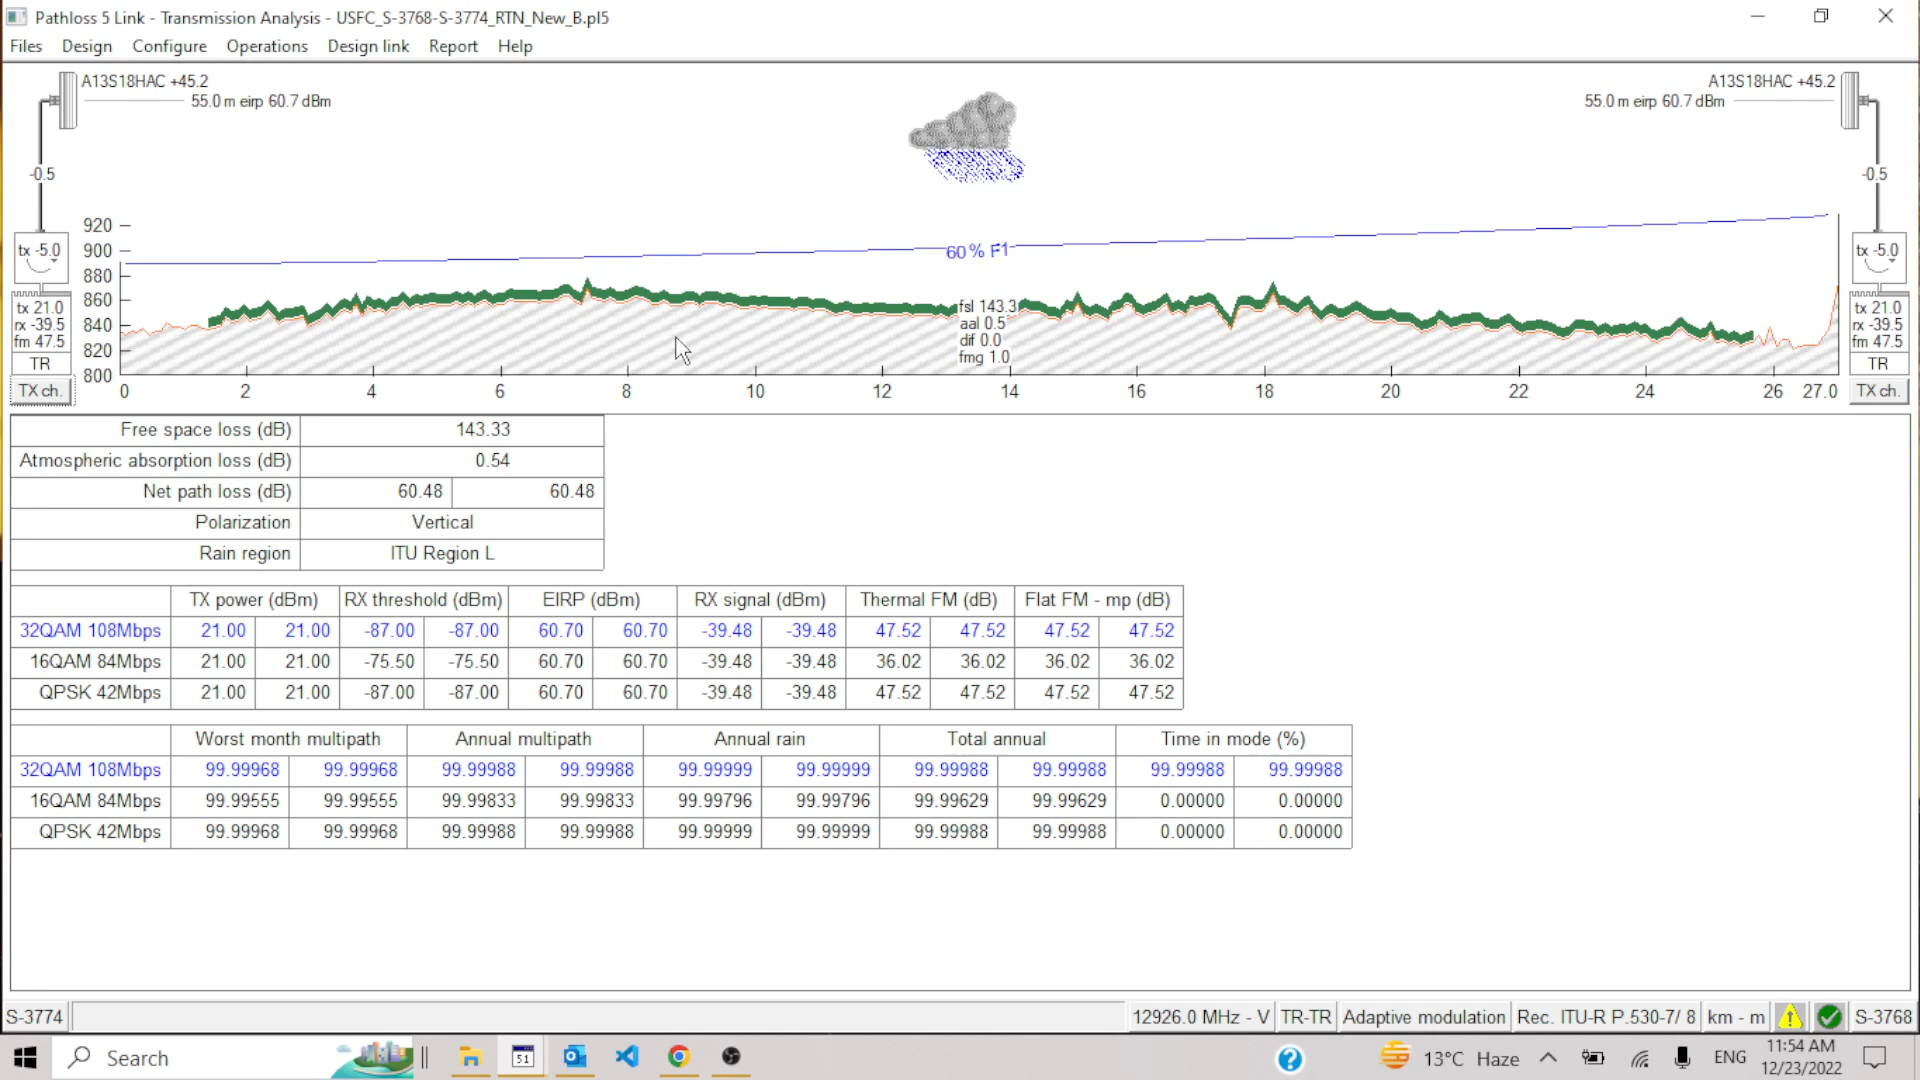 Pathloss 5 Link - Transmission Analysis - USFC_S-3768-S-3774_RTN_New_B.pl5
Files Design Configure Operations Design link Report Help
A13S18HAC +45.2
55.0 m eirp 60.7 dBm
A13S18HAC +45.2
55.0 m eirp 60.7 dBm
-0.5
-0.5
920
900
880
860
840
820
800
60 % F1
tx -5.0
tx 21.0
rx -39.5
fm 47.5
TR
TX ch.
fsl 143.3
aal 0.5
dif 0.0
fmg 1.0
tx -5.0
tx 21.0
rx -39.5
fm 47.5
TR
TX ch.
0 2 4 6 8 10 12 14 16 18 20 22 24 26 27.0
Free space loss (dB) 143.33
Atmospheric absorption loss (dB) 0.54
Net path loss (dB) 60.48 60.48
Polarization Vertical
Rain region ITU Region L
TX power (dBm) RX threshold (dBm) EIRP (dBm) RX signal (dBm) Thermal FM (dB) Flat FM - mp (dB)
32QAM 108Mbps 21.00 21.00 -87.00 -87.00 60.70 60.70 -39.48 -39.48 47.52 47.52 47.52 47.52
16QAM 84Mbps 21.00 21.00 -75.50 -75.50 60.70 60.70 -39.48 -39.48 36.02 36.02 36.02 36.02
QPSK 42Mbps 21.00 21.00 -87.00 -87.00 60.70 60.70 -39.48 -39.48 47.52 47.52 47.52 47.52
Worst month multipath Annual multipath Annual rain Total annual Time in mode (%)
32QAM 108Mbps 99.99968 99.99968 99.99988 99.99988 99.99999 99.99999 99.99988 99.99988 99.99988 99.99988
16QAM 84Mbps 99.99555 99.99555 99.99833 99.99833 99.99796 99.99796 99.99629 99.99629 0.00000 0.00000
QPSK 42Mbps 99.99968 99.99968 99.99988 99.99988 99.99999 99.99999 99.99988 99.99988 0.00000 0.00000
S-3774 12926.0 MHz - V TR-TR Adaptive modulation Rec. ITU-R P.530-7/ 8 km - m S-3768
Search 51 13°C Haze ENG 11:54 AM
12/23/2022